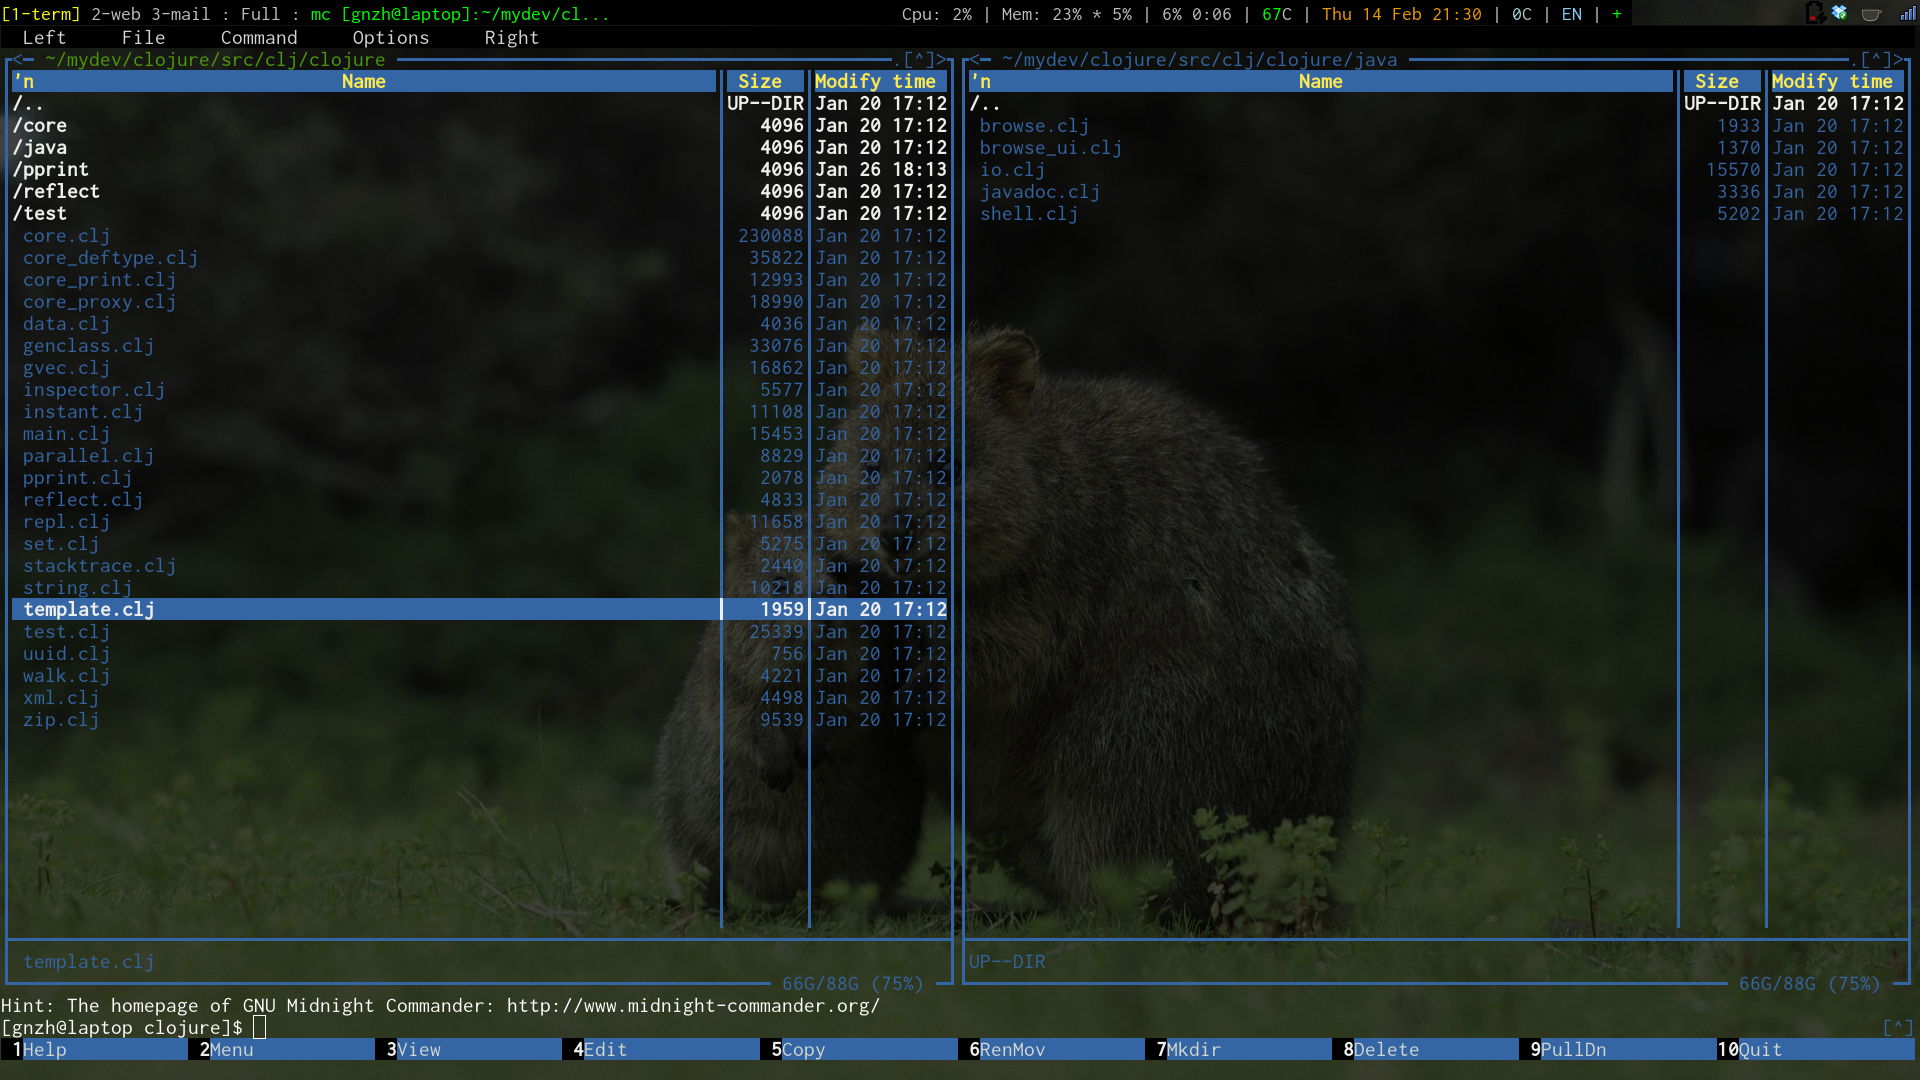 [1-term] 2-web 3-mail : Full : mc [gnzh@laptop]:~/mydev/cl... Cpu: 2% | Mem: 23% * 5% | 6% 0:06 | 67C | Thu 14 Feb 21:30 | 0C | EN | +
Left File Command Options Right
<─ ~/mydev/clojure/src/clj/clojure .[^]>
'n Name Size Modify time
/.. UP--DIR Jan 20 17:12
/core 4096 Jan 20 17:12
/java 4096 Jan 20 17:12
/pprint 4096 Jan 26 18:13
/reflect 4096 Jan 20 17:12
/test 4096 Jan 20 17:12
core.clj 230088 Jan 20 17:12
core_deftype.clj 35822 Jan 20 17:12
core_print.clj 12993 Jan 20 17:12
core_proxy.clj 18990 Jan 20 17:12
data.clj 4036 Jan 20 17:12
genclass.clj 33076 Jan 20 17:12
gvec.clj 16862 Jan 20 17:12
inspector.clj 5577 Jan 20 17:12
instant.clj 11108 Jan 20 17:12
main.clj 15453 Jan 20 17:12
parallel.clj 8829 Jan 20 17:12
pprint.clj 2078 Jan 20 17:12
reflect.clj 4833 Jan 20 17:12
repl.clj 11658 Jan 20 17:12
set.clj 5275 Jan 20 17:12
stacktrace.clj 2440 Jan 20 17:12
string.clj 10218 Jan 20 17:12
template.clj 1959 Jan 20 17:12
test.clj 25339 Jan 20 17:12
uuid.clj 756 Jan 20 17:12
walk.clj 4221 Jan 20 17:12
xml.clj 4498 Jan 20 17:12
zip.clj 9539 Jan 20 17:12
template.clj
66G/88G (75%)
<─ ~/mydev/clojure/src/clj/clojure/java .[^]>
'n Name Size Modify time
/.. UP--DIR Jan 20 17:12
browse.clj 1933 Jan 20 17:12
browse_ui.clj 1370 Jan 20 17:12
io.clj 15570 Jan 20 17:12
javadoc.clj 3336 Jan 20 17:12
shell.clj 5202 Jan 20 17:12
UP--DIR
66G/88G (75%)
Hint: The homepage of GNU Midnight Commander: http://www.midnight-commander.org/
[gnzh@laptop clojure]$ [^]
1Help 2Menu 3View 4Edit 5Copy 6RenMov 7Mkdir 8Delete 9PullDn 10Quit